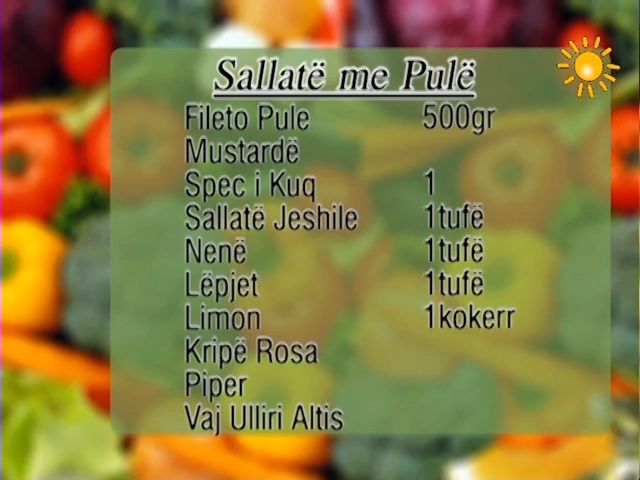 Sallatë me Pulë
Fileto Pule 500gr
Mustardë
Spec i Kuq 1
Sallatë Jeshile 1tufë
Nenë 1tufë
Lëpjet 1tufë
Limon 1kokerr
Kripë Rosa
Piper
Vaj Ulliri Altis